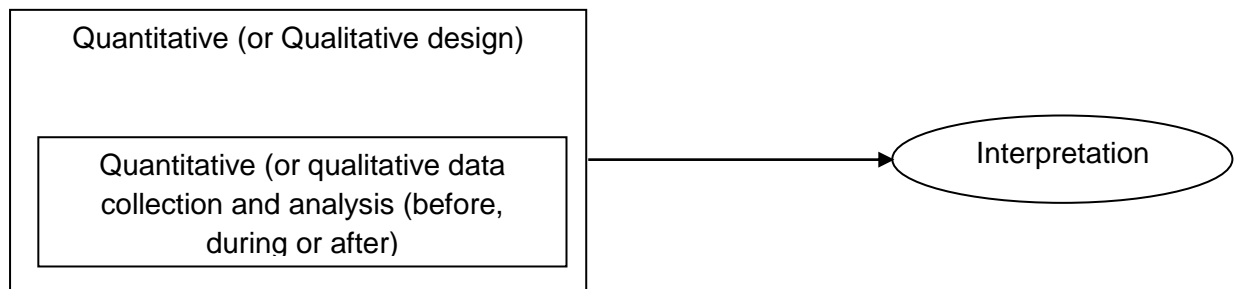 Quantitative (or Qualitative design)
Quantitative (or qualitative data
collection and analysis (before,
during or after)
Interpretation